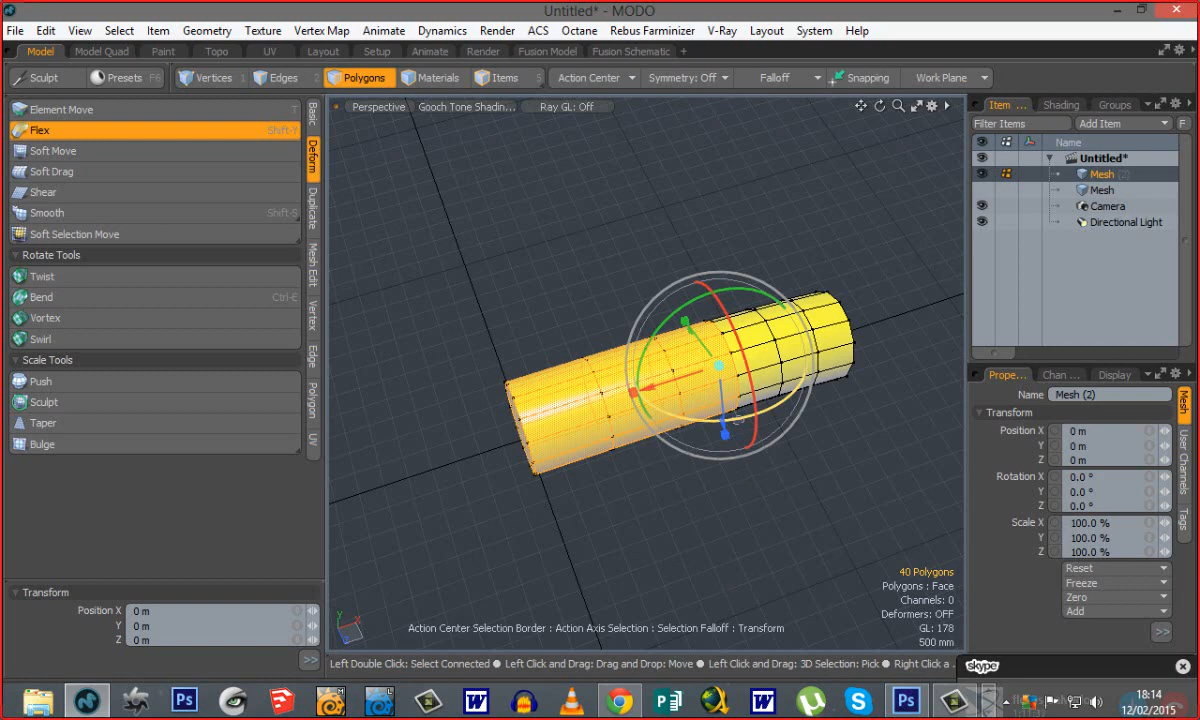 Untitled* - MODO
File Edit View Select Item Geometry Texture Vertex Map Animate Dynamics Render ACS Octane Rebus Farminizer V-Ray Layout System Help
Model Model Quad Paint Topo UV Layout Setup Animate Render Fusion Model Fusion Schematic +
Sculpt Presets F6 Vertices 1 Edges 2 Polygons Materials Items 5 Action Center Symmetry: Off Falloff Snapping Work Plane
Element Move T
Flex Shift-Y
Soft Move
Soft Drag
Shear
Smooth Shift-S
Soft Selection Move
Rotate Tools
Twist
Bend Ctrl-E
Vortex
Swirl
Scale Tools
Push
Sculpt
Taper
Bulge
Basic
Deform
Duplicate
Mesh Edit
Vertex
Edge
Polygon
UV
Transform
Position X 0 m
Y 0 m
Z 0 m
>>
Perspective Gooch Tone Shadin... Ray GL: Off
40 Polygons
Polygons : Face
Channels: 0
Deformers: OFF
GL: 178
500 mm
Action Center Selection Border : Action Axis Selection : Selection Falloff : Transform
Left Double Click: Select Connected ● Left Click and Drag: Drag and Drop: Move ● Left Click and Drag: 3D Selection: Pick ● Right Click a
Item ... Shading Groups
Filter Items Add Item F
Name
Untitled*
Mesh (2)
Mesh
Camera
Directional Light
Prope... Chan ... Display
Name Mesh (2)
Transform
Position X 0 m
Y 0 m
Z 0 m
Rotation X 0.0 °
Y 0.0 °
Z 0.0 °
Scale X 100.0 %
Y 100.0 %
Z 100.0 %
Reset
Freeze
Zero
Add
>>
Mesh
User Channels
Tags
skype
18:14
12/02/2015